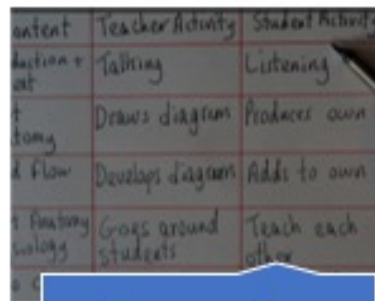 ontent Teacher Activity Student Activity
duction + Talking Listening
Draws diagram Produces own
tomy
d flow Develops diagram Adds to own
Anatomy Goes around Teach each
ology students other